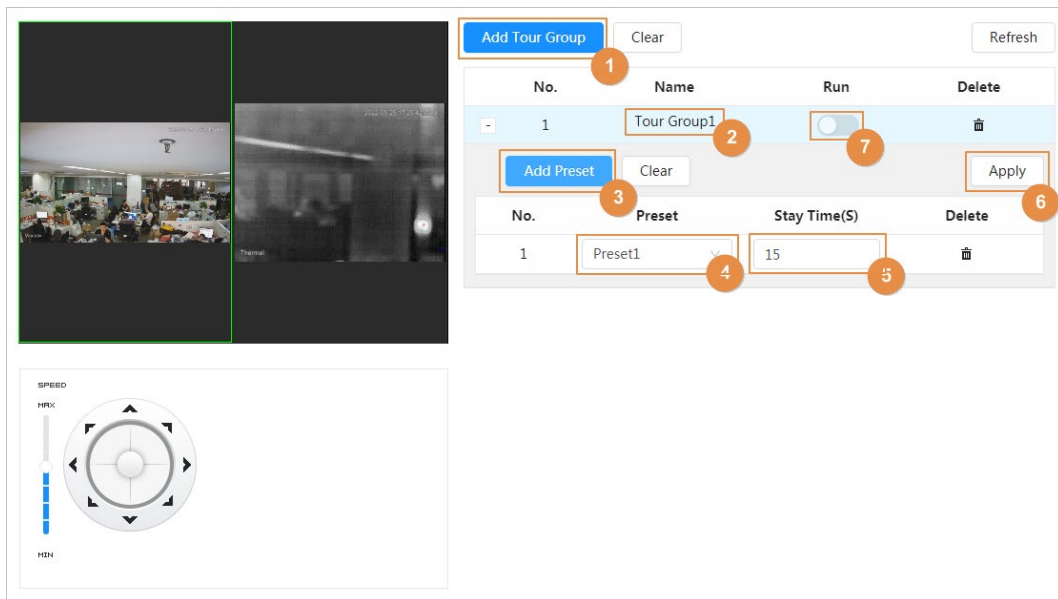 Add Tour Group
Clear
Refresh
1
No.
Name
Run
Delete
1
Tour Group1
2
7
Add Preset
Clear
Apply
3
6
No.
Preset
Stay Time(S)
Delete
1
Preset1
15
4
5
Thermal
SPEED
MAX
MIN